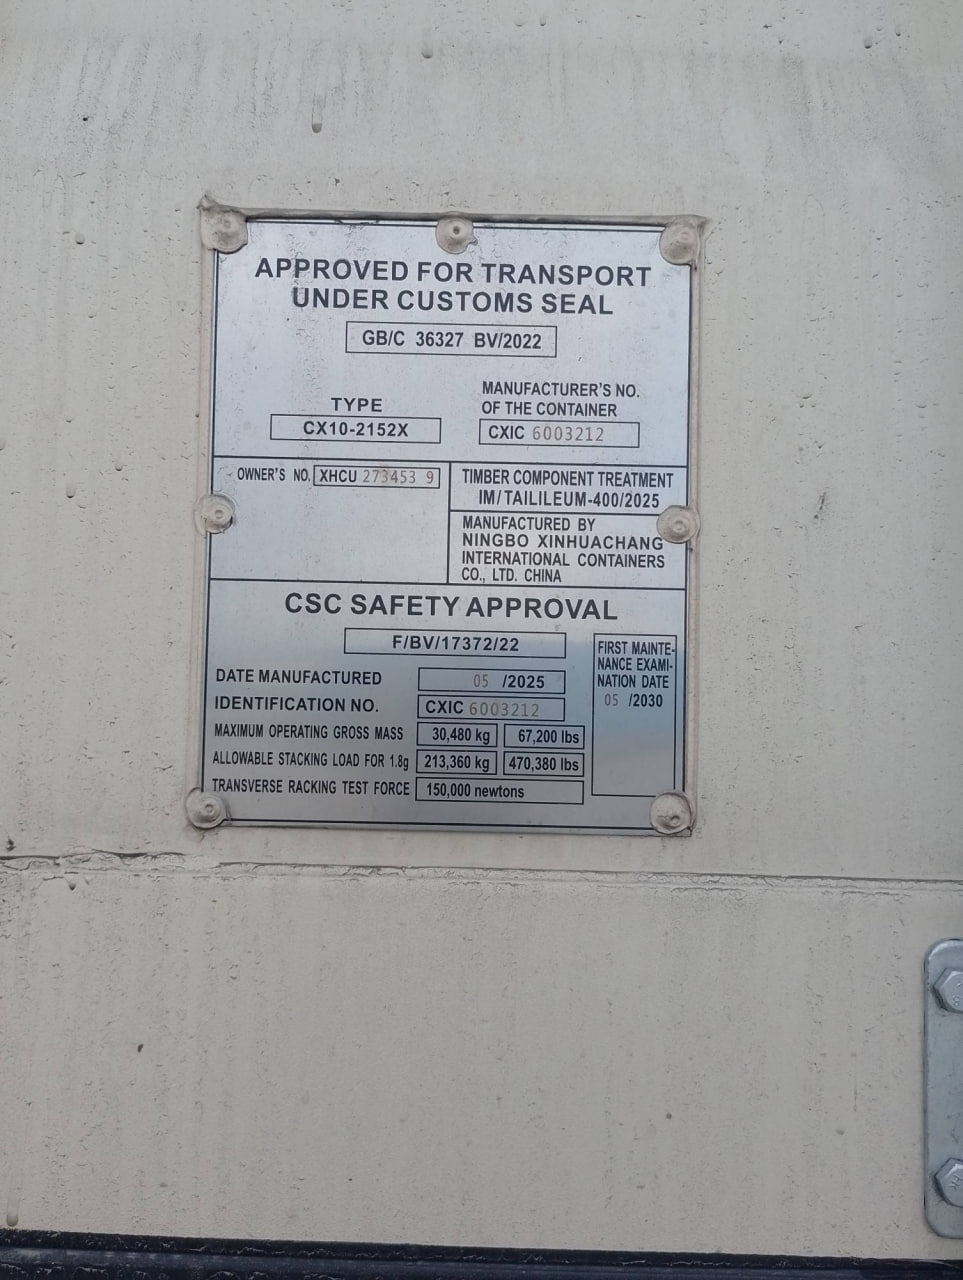 APPROVED FOR TRANSPORT
UNDER CUSTOMS SEAL
GB/C 36327 BV/2022
TYPE
CX10-2152X
MANUFACTURER'S NO.
OF THE CONTAINER
CXIC 6003212
OWNER'S NO. XHCU 273453 9
TIMBER COMPONENT TREATMENT
IM/TAILILEUM-400/2025
MANUFACTURED BY
NINGBO XINHUACHANG
INTERNATIONAL CONTAINERS
CO., LTD. CHINA
CSC SAFETY APPROVAL
F/BV/17372/22
DATE MANUFACTURED 05 /2025
IDENTIFICATION NO. CXIC 6003212
MAXIMUM OPERATING GROSS MASS 30,480 kg 67,200 lbs
ALLOWABLE STACKING LOAD FOR 1.8g 213,360 kg 470,380 lbs
TRANSVERSE RACKING TEST FORCE 150,000 newtons
FIRST MAINTE-
NANCE EXAMI-
NATION DATE
05 /2030